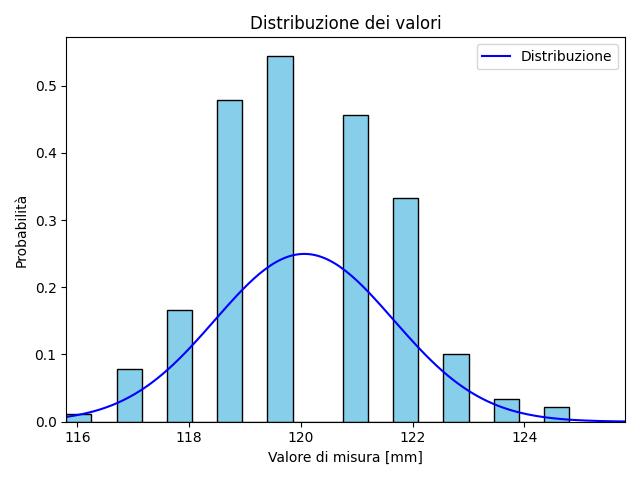 Distribuzione dei valori
Distribuzione
Probabilità
0.5
0.4
0.3
0.2
0.1
0.0
116 118 120 122 124
Valore di misura [mm]